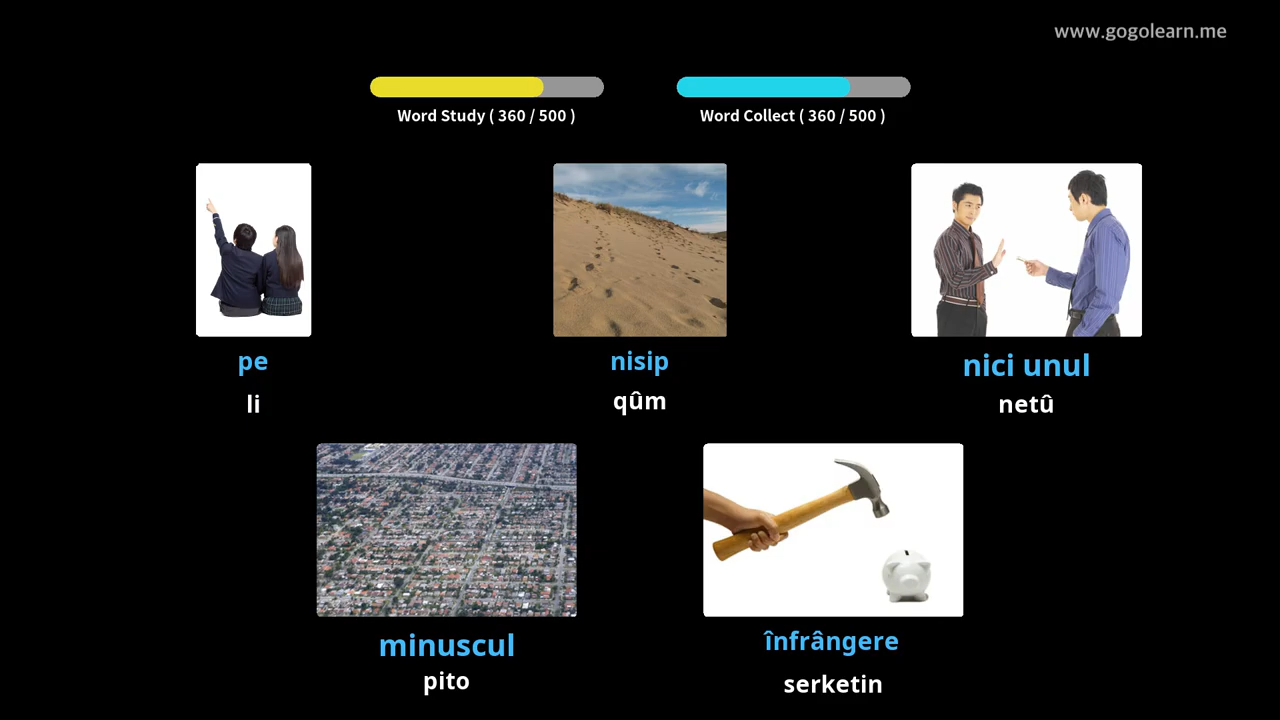 www.gogolearn.me
Word Study ( 360 / 500 )
Word Collect ( 360 / 500 )
pe
li
nisip
qûm
nici unul
netû
minuscul
pito
înfrângere
serketin